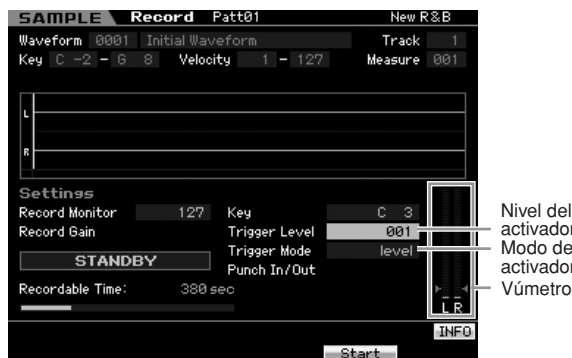 SAMPLE Record Patt01 New R&B
Waveform 0001 Initial Waveform Track 1
Key C -2 - G 8 Velocity 1 - 127 Measure 001
L
R
Settings
Record Monitor 127 Key C 3
Record Gain Trigger Level 001
STANDBY Trigger Mode level
Punch In/Out
Recordable Time: 380 sec
L R
INFO
Start
Nivel del
activador
Modo de
activador
Vúmetro